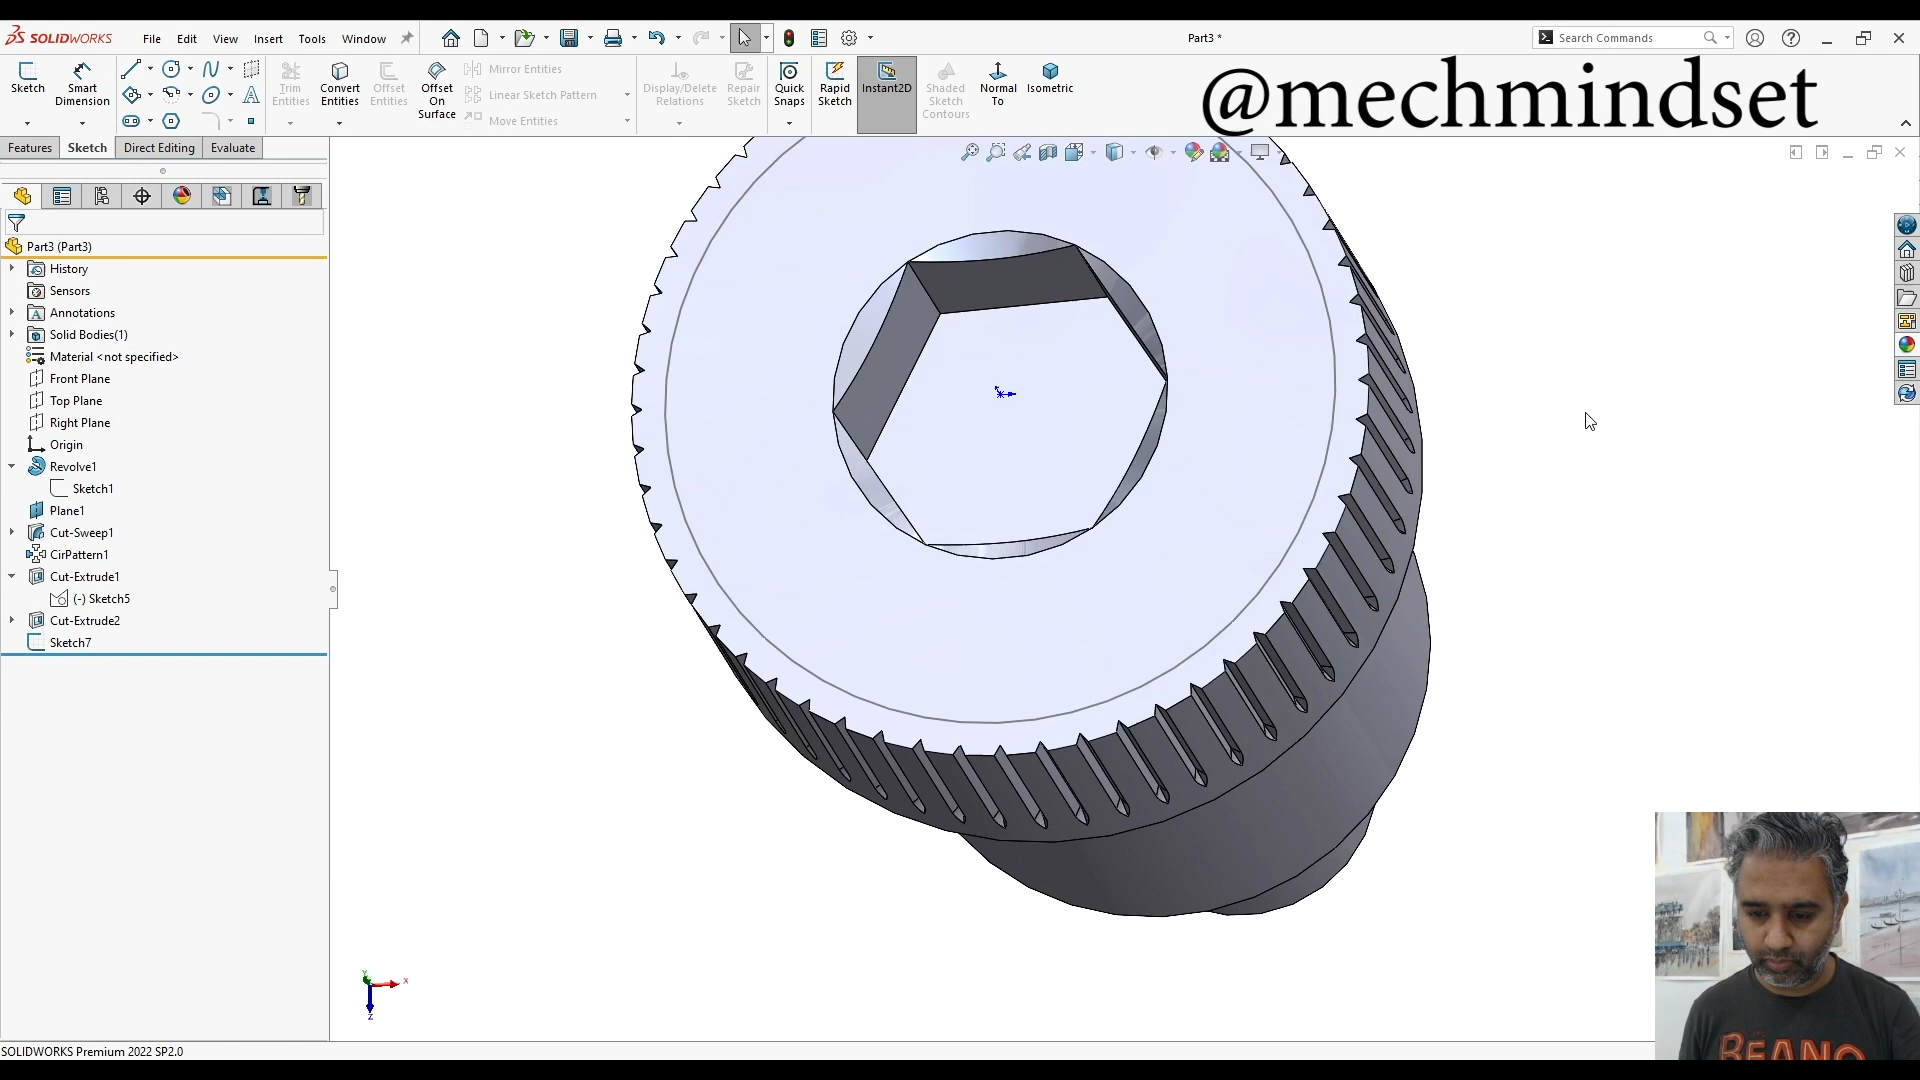 SOLIDWORKS File Edit View Insert Tools Window Part3 * Search Commands
Sketch Smart Dimension Trim Entities Convert Entities Offset Entities Offset On Surface Mirror Entities Linear Sketch Pattern Move Entities Display/Delete Relations Repair Sketch Quick Snaps Rapid Sketch Instant2D Shaded Sketch Contours Normal To Isometric
@mechmindset
Features Sketch Direct Editing Evaluate
Part3 (Part3)
History
Sensors
Annotations
Solid Bodies(1)
Material <not specified>
Front Plane
Top Plane
Right Plane
Origin
Revolve1
Sketch1
Plane1
Cut-Sweep1
CirPattern1
Cut-Extrude1
(-) Sketch5
Cut-Extrude2
Sketch7
Y
X
Z
BEANO
SOLIDWORKS Premium 2022 SP2.0